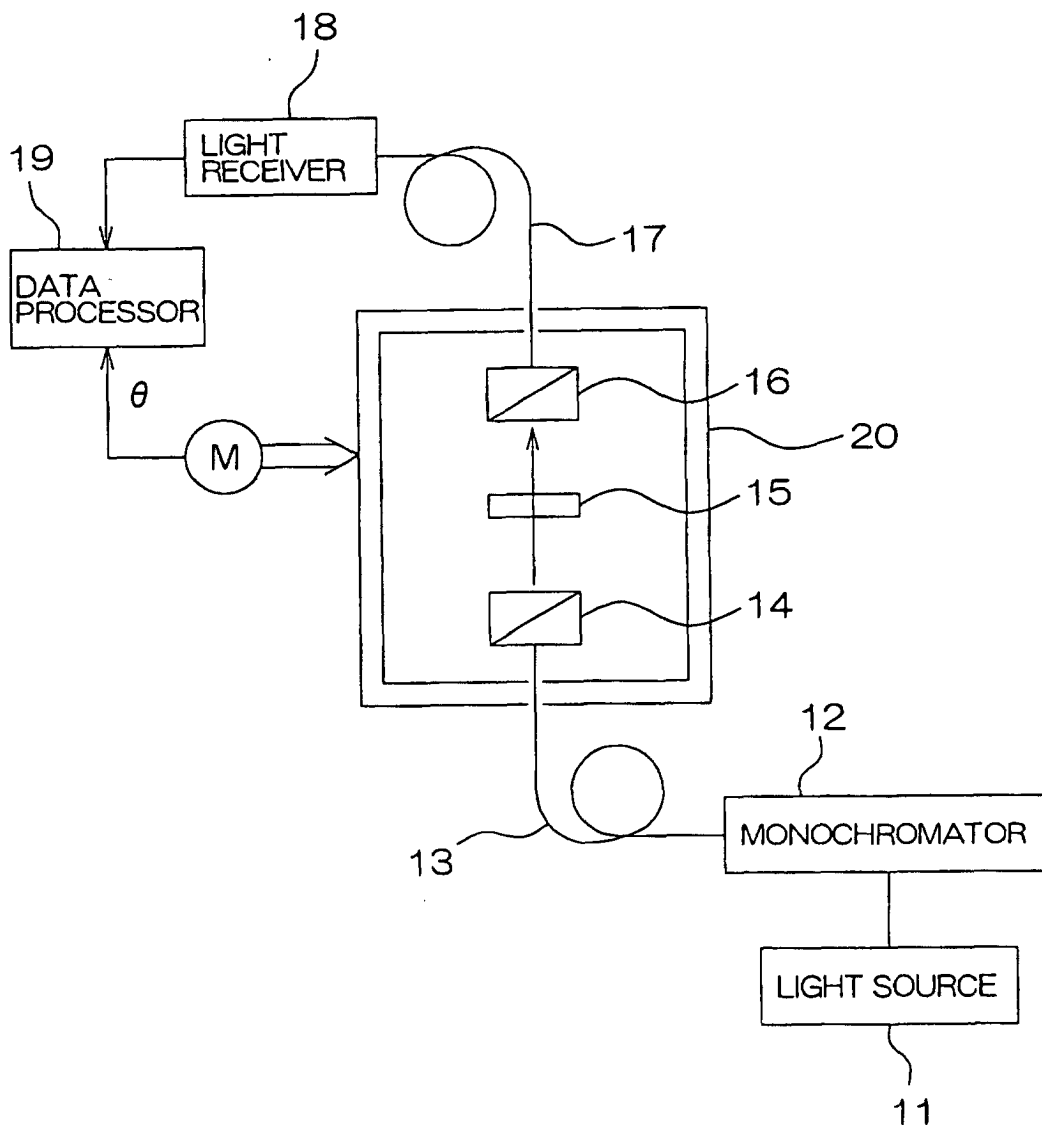 18
LIGHT
RECEIVER
19
17
DATA
PROCESSOR
θ
16
20
M
15
14
12
MONOCHROMATOR
13
LIGHT SOURCE
11